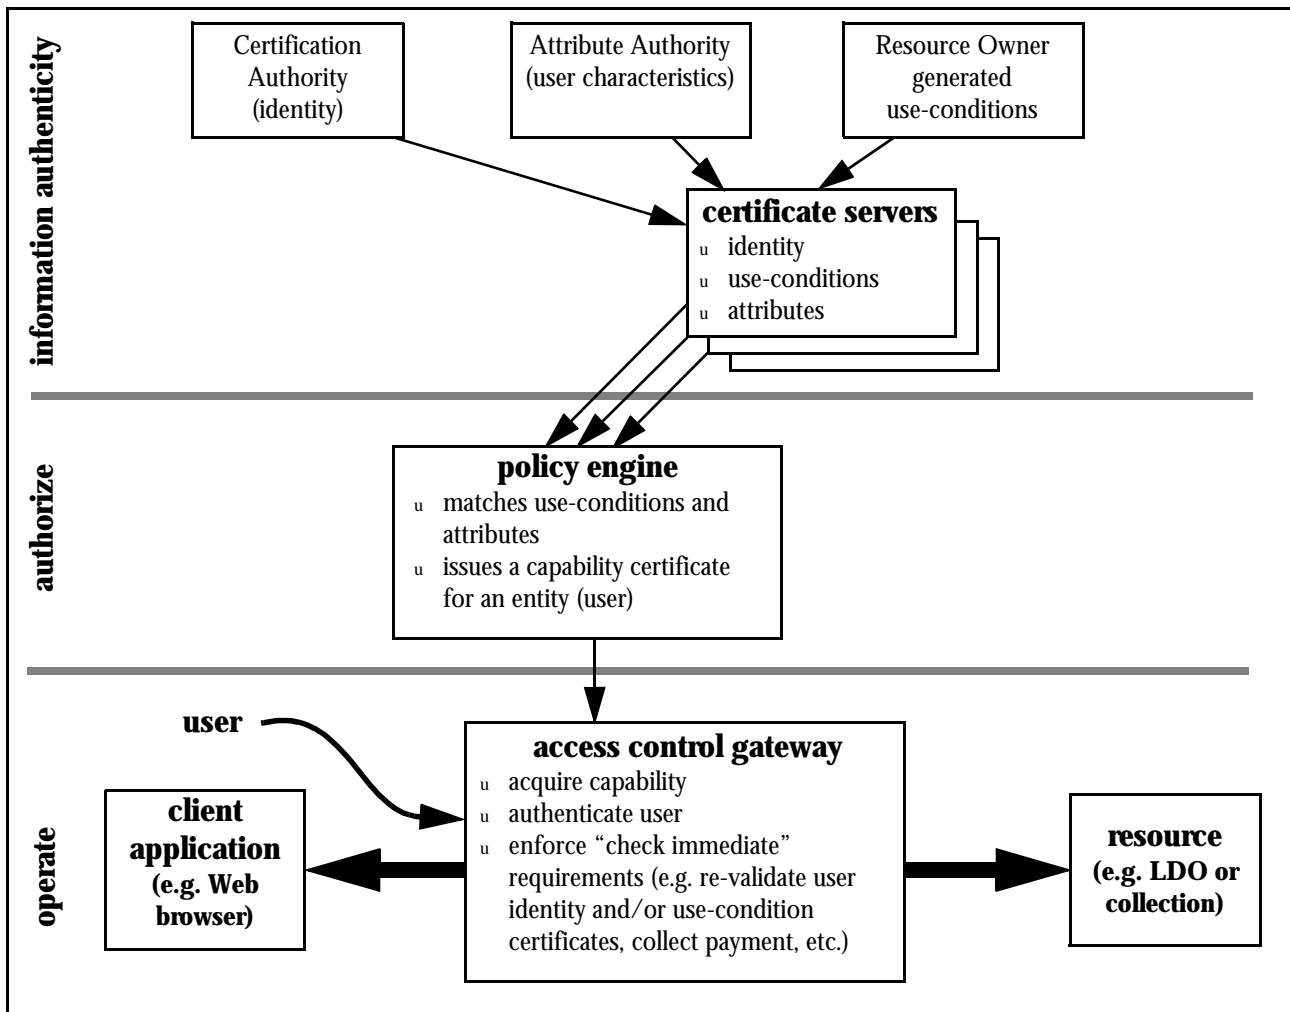 information authenticity
Certification
Authority
(identity)
Attribute Authority
(user characteristics)
Resource Owner
generated
use-conditions
certificate servers
u identity
u use-conditions
u attributes
authorize
policy engine
u matches use-conditions and
attributes
u issues a capability certificate
for an entity (user)
operate
user
client
application
(e.g. Web
browser)
access control gateway
u acquire capability
u authenticate user
u enforce “check immediate”
requirements (e.g. re-validate user
identity and/or use-condition
certificates, collect payment, etc.)
resource
(e.g. LDO or
collection)